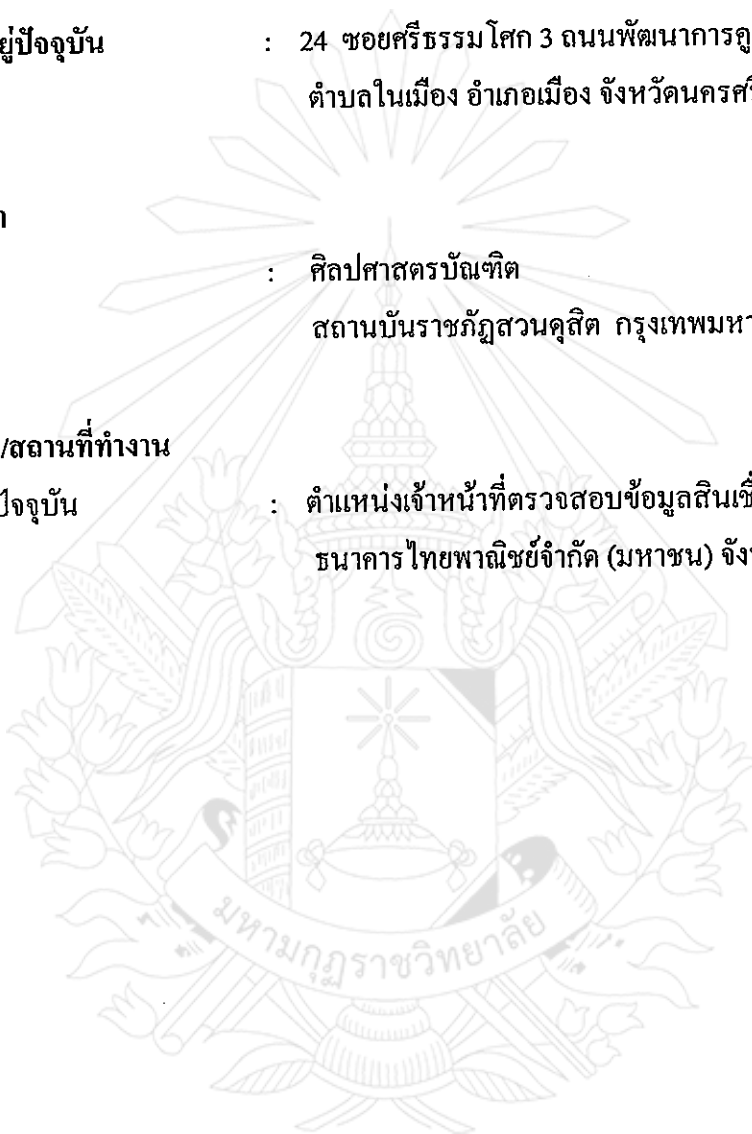 ยู่ปัจจุบัน : 24 ซอยศรีธรรมโศก 3 ถนนพัฒนาการคู
ตำบลในเมือง อำเภอเมือง จังหวัดนครศรี
า
: ศิลปศาสตรบัณฑิต
สถานบันราชภัฏสวนดุสิต กรุงเทพมหา
/สถานที่ทำงาน
ปัจจุบัน : ตำแหน่งเจ้าหน้าที่ตรวจสอบข้อมูลสินเชื่
ธนาคารไทยพาณิชย์จำกัด (มหาชน) จัง
มหามกุฏราชวิทยาลัย